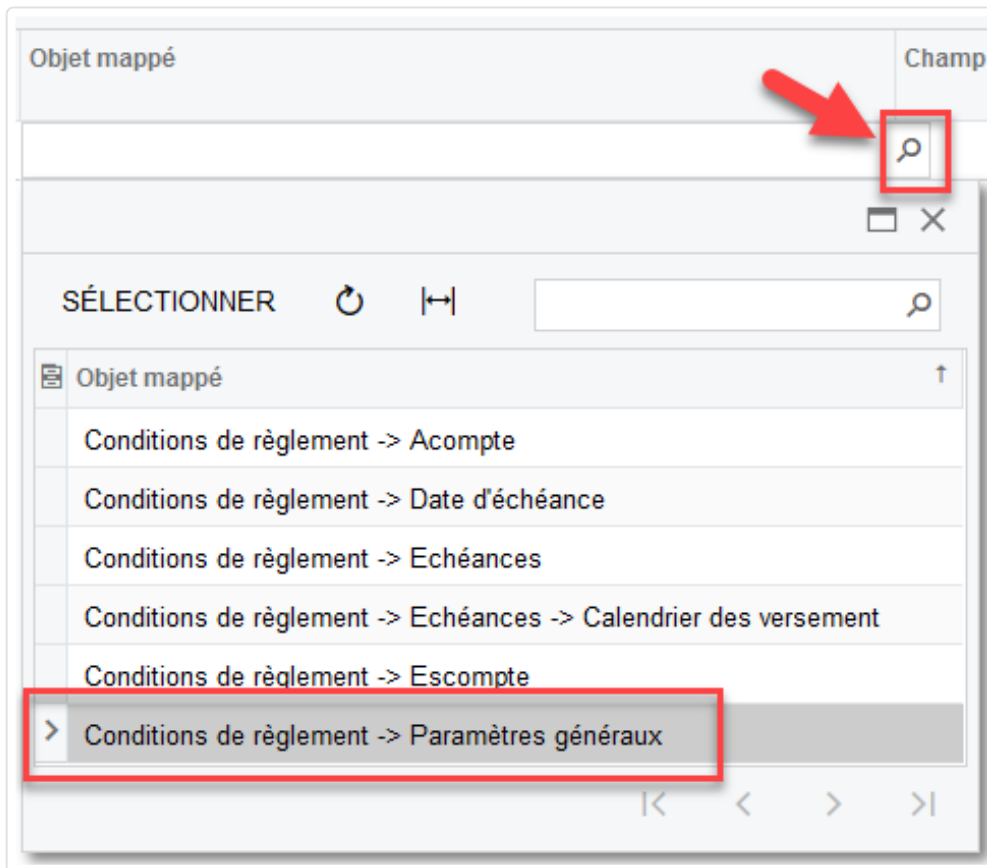 Objet mappé Champ
SÉLECTIONNER
Objet mappé
Conditions de règlement -> Acompte
Conditions de règlement -> Date d'échéance
Conditions de règlement -> Echéances
Conditions de règlement -> Echéances -> Calendrier des versement
Conditions de règlement -> Escompte
Conditions de règlement -> Paramètres généraux